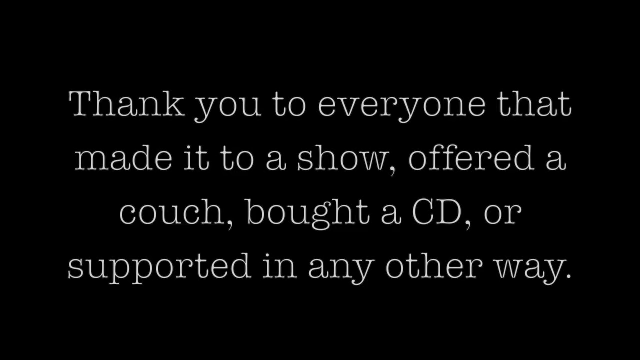 Thank you to everyone that
made it to a show, offered a
couch, bought a CD, or
supported in any other way.